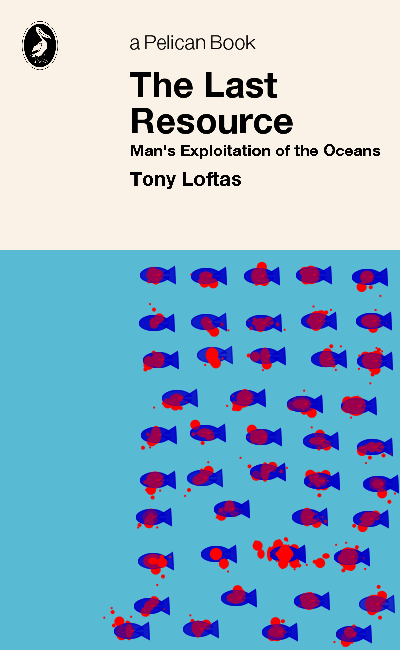 a Pelican Book
The Last
Resource
Man's Exploitation of the Oceans
Tony Loftas